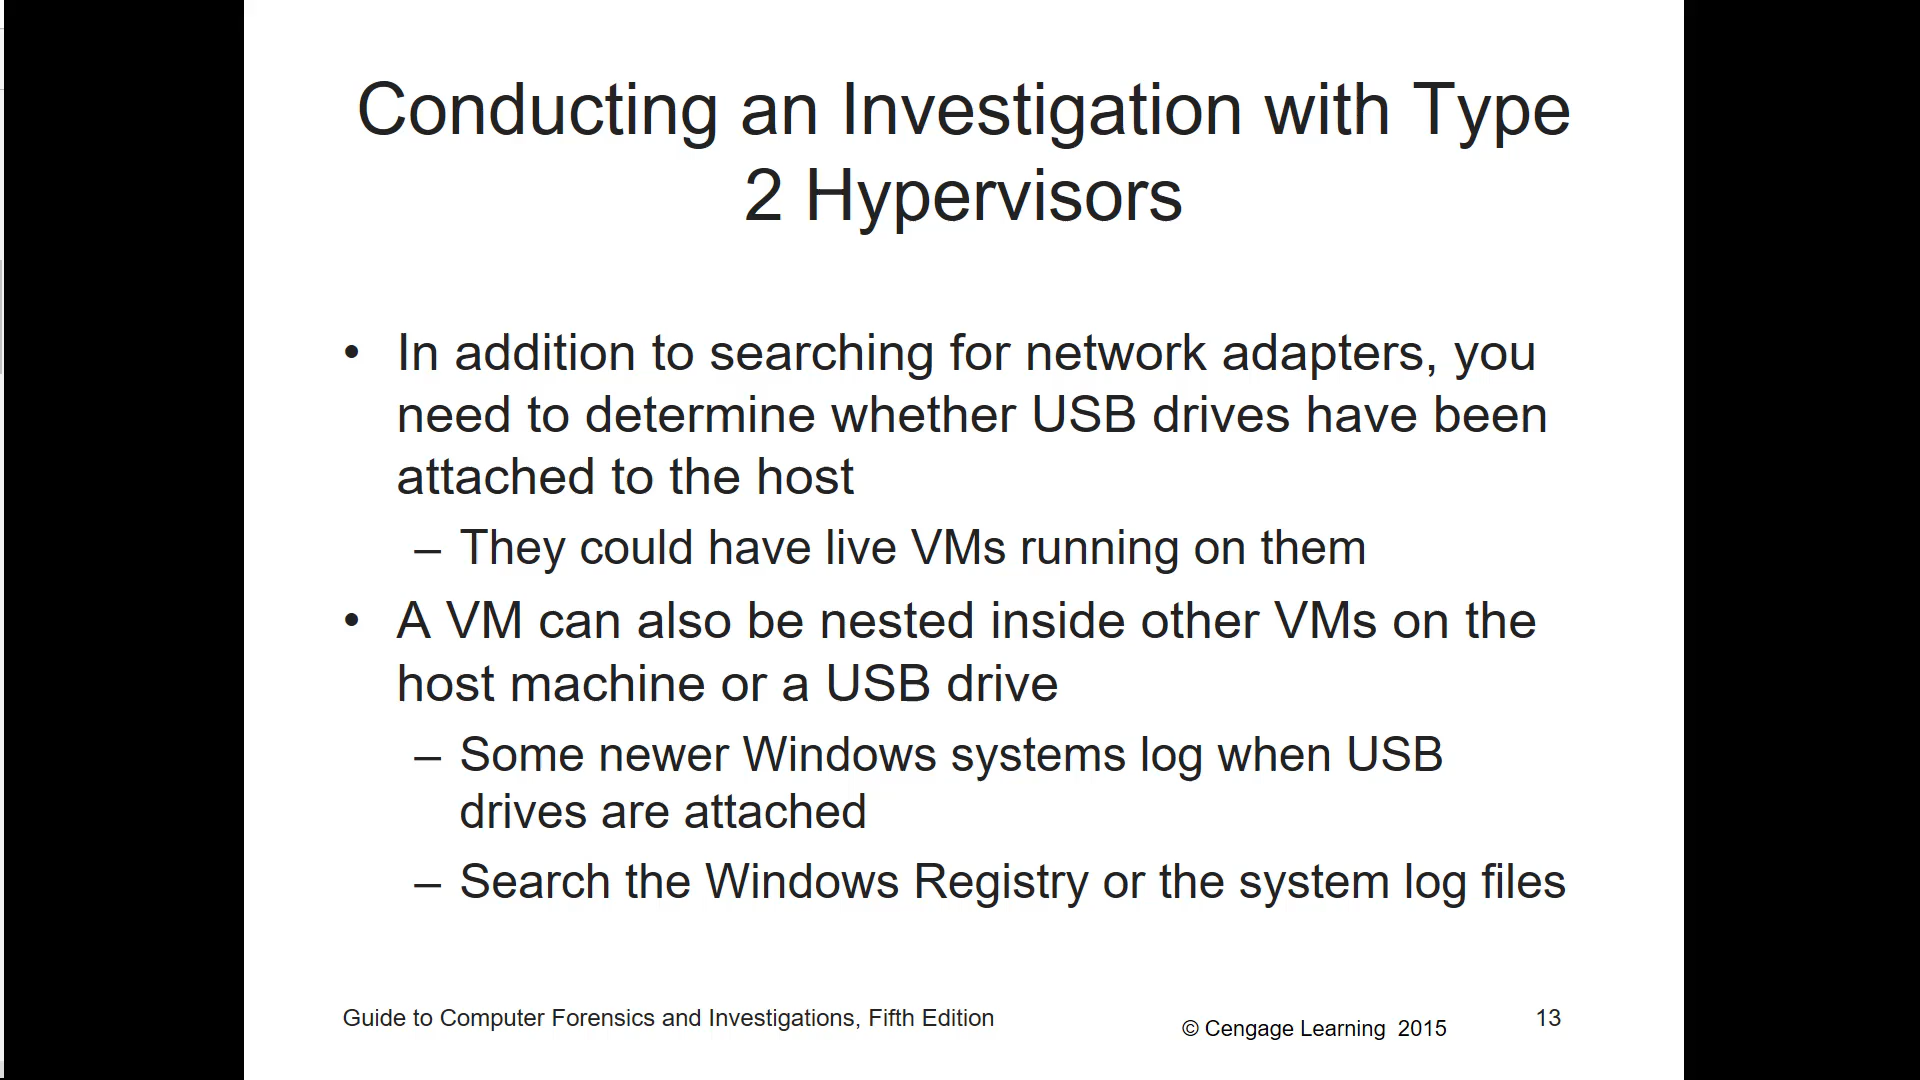 Conducting an Investigation with Type
2 Hypervisors
• In addition to searching for network adapters, you
need to determine whether USB drives have been
attached to the host
– They could have live VMs running on them
• A VM can also be nested inside other VMs on the
host machine or a USB drive
– Some newer Windows systems log when USB
drives are attached
– Search the Windows Registry or the system log files
Guide to Computer Forensics and Investigations, Fifth Edition
© Cengage Learning 2015
13